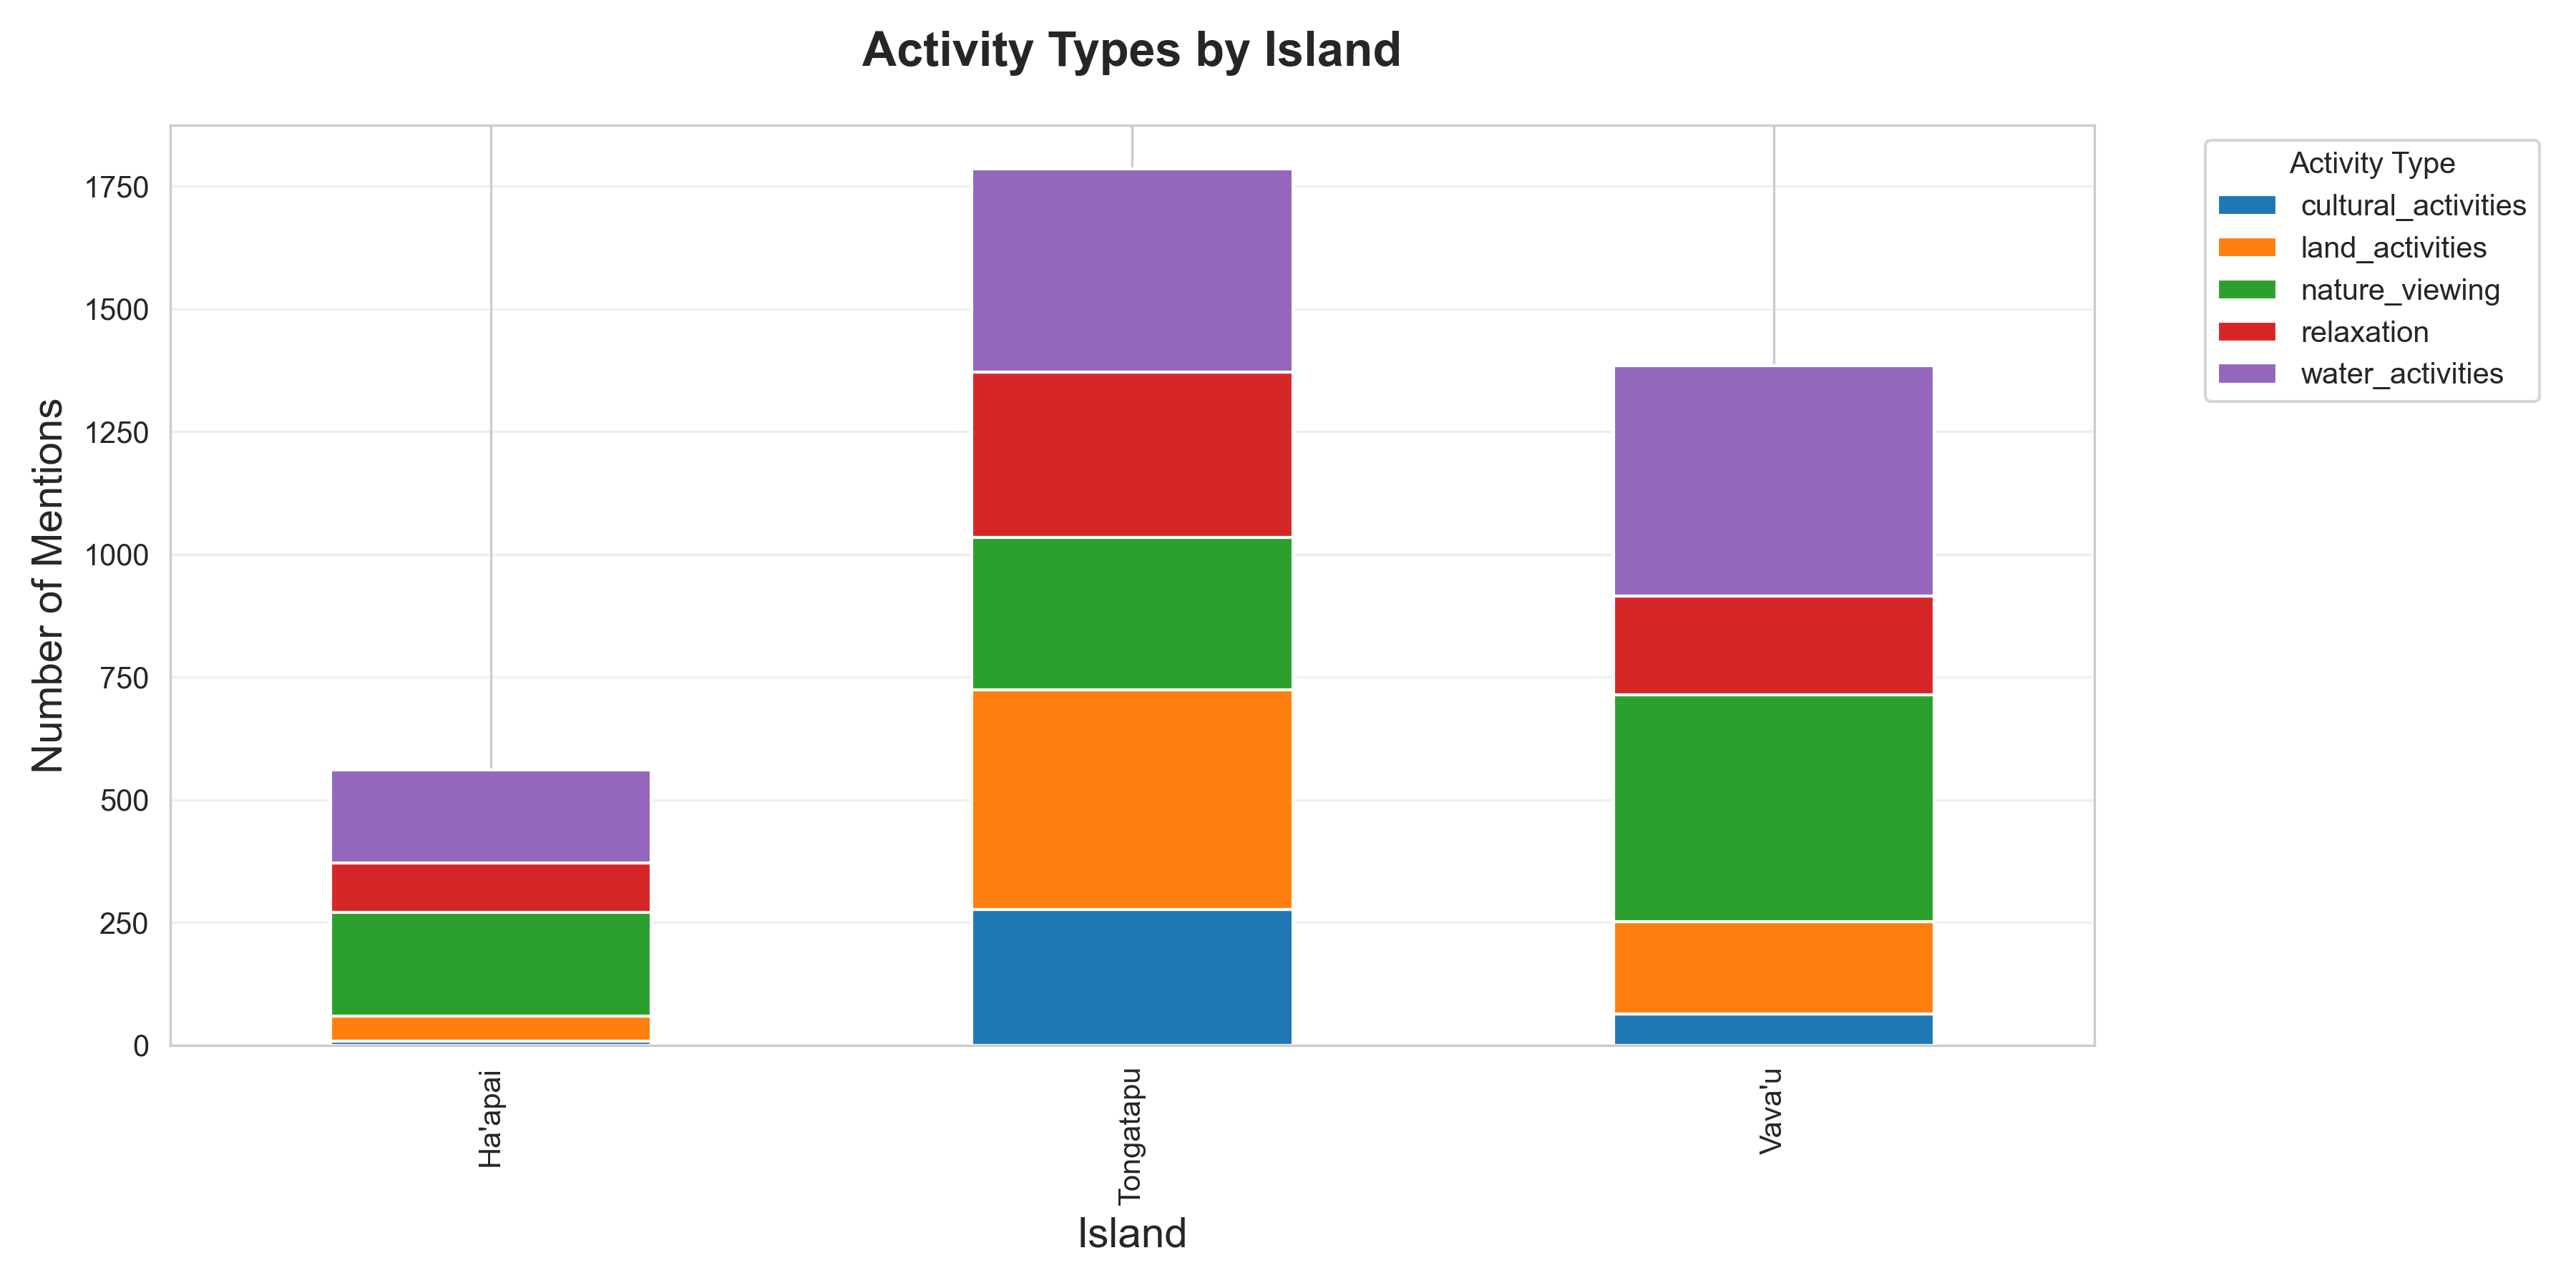 Activity Types by Island
Number of Mentions
1750
1500
1250
1000
750
500
250
0
Ha'apai
Tongatapu
Vava'u
Island
Activity Type
cultural_activities
land_activities
nature_viewing
relaxation
water_activities